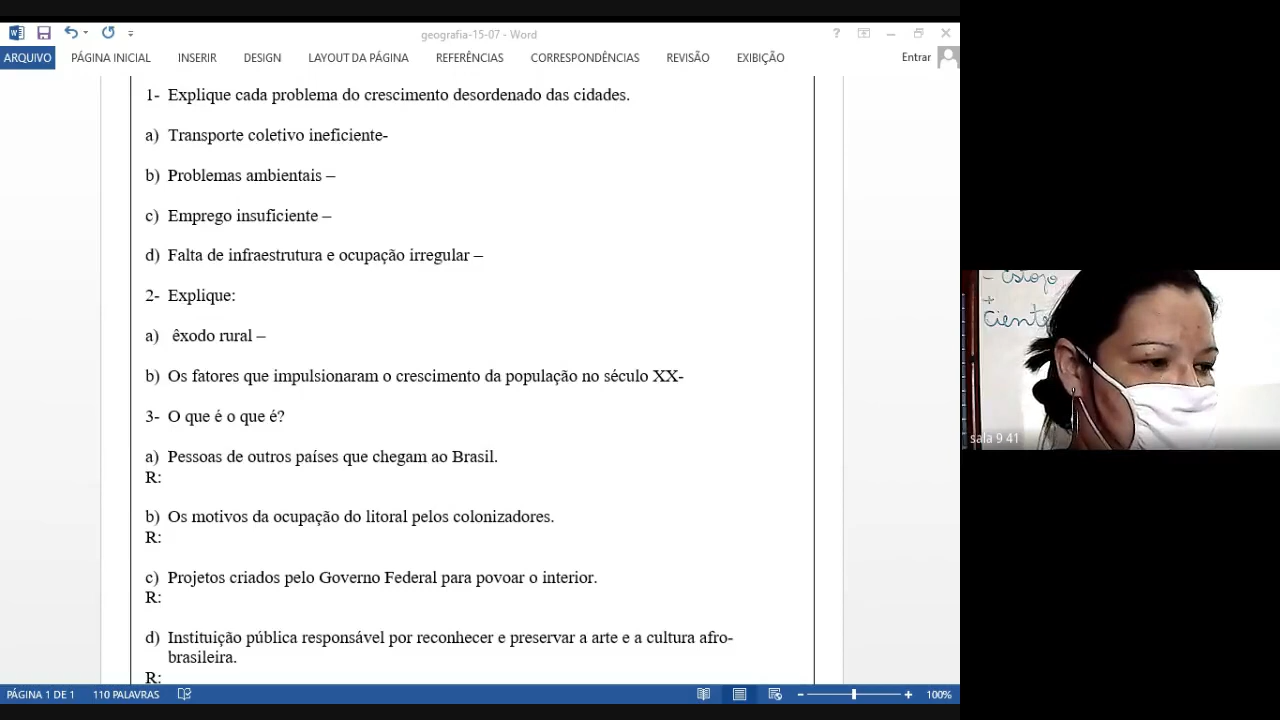 geografia-15-07 - Word
ARQUIVO PÁGINA INICIAL INSERIR DESIGN LAYOUT DA PÁGINA REFERÊNCIAS CORRESPONDÊNCIAS REVISÃO EXIBIÇÃO Entrar
1- Explique cada problema do crescimento desordenado das cidades.
a) Transporte coletivo ineficiente-
b) Problemas ambientais –
c) Emprego insuficiente –
d) Falta de infraestrutura e ocupação irregular –
2- Explique:
a) êxodo rural –
b) Os fatores que impulsionaram o crescimento da população no século XX-
3- O que é o que é?
a) Pessoas de outros países que chegam ao Brasil.
R:
b) Os motivos da ocupação do litoral pelos colonizadores.
R:
c) Projetos criados pelo Governo Federal para povoar o interior.
R:
d) Instituição pública responsável por reconhecer e preservar a arte e a cultura afro-
brasileira.
R:
PÁGINA 1 DE 1 110 PALAVRAS 100%
- Estojo
+
Ciente
sala 9 41